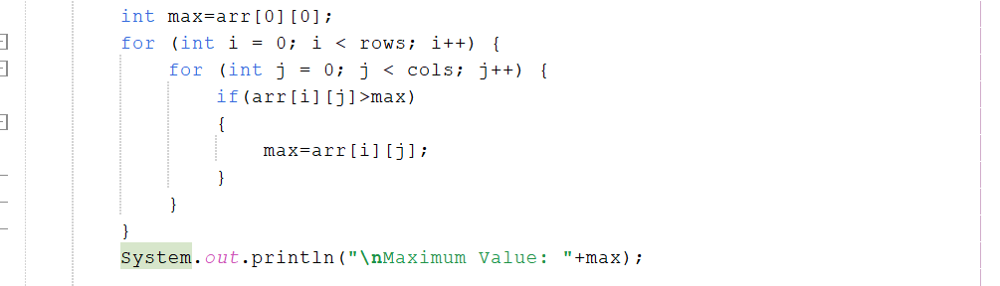 int max=arr[0][0];
for (int i = 0; i < rows; i++) {
for (int j = 0; j < cols; j++) {
if(arr[i][j]>max)
{
max=arr[i][j];
}
}
}
System.out.println("\nMaximum Value: "+max);